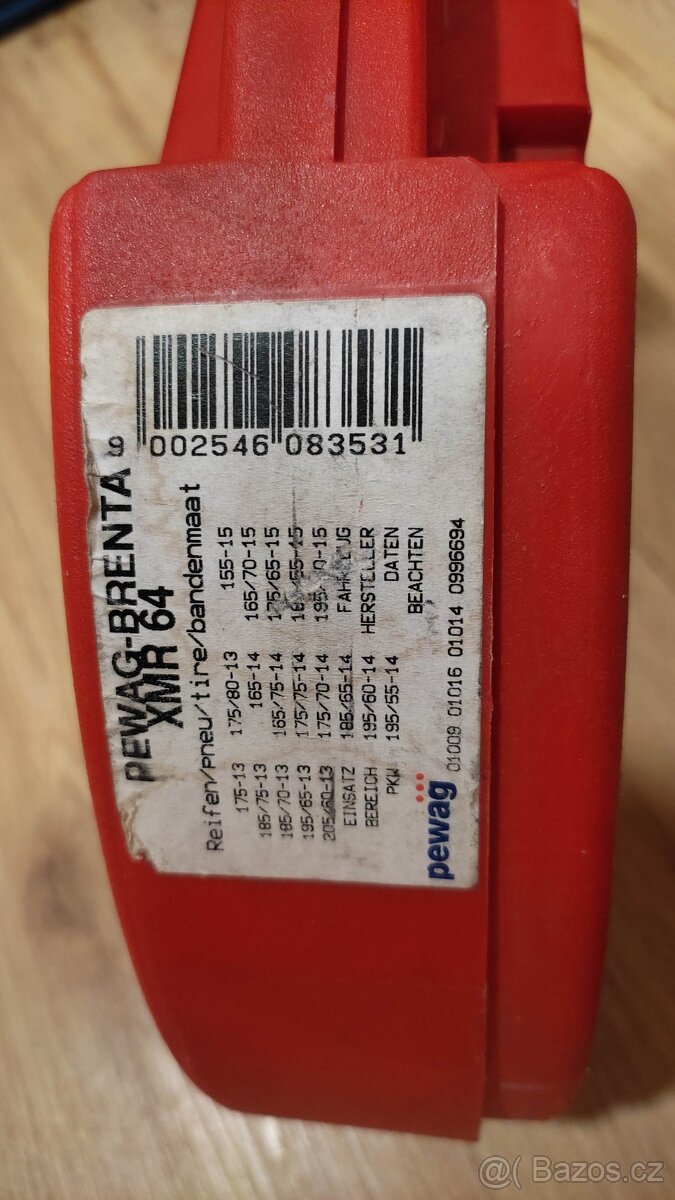 PEWAG-BRENTA
XMR 64
9 002546 083531
Reifen/pneu/tire/bandenmaat
175-13 175/80-13 155-15
185/75-13 165-14 165/70-15
185/70-13 165/75-14 175/65-15
195/65-13 175/75-14
205/60-13 175/70-14
EINSATZ 185/65-14 FAHRZEUG
BEREICH 195/60-14 HERSTELLER
PKW 195/55-14 DATEN
BEACHTEN
pewag 01009 01016 01014 0996694
@ Bazos.cz